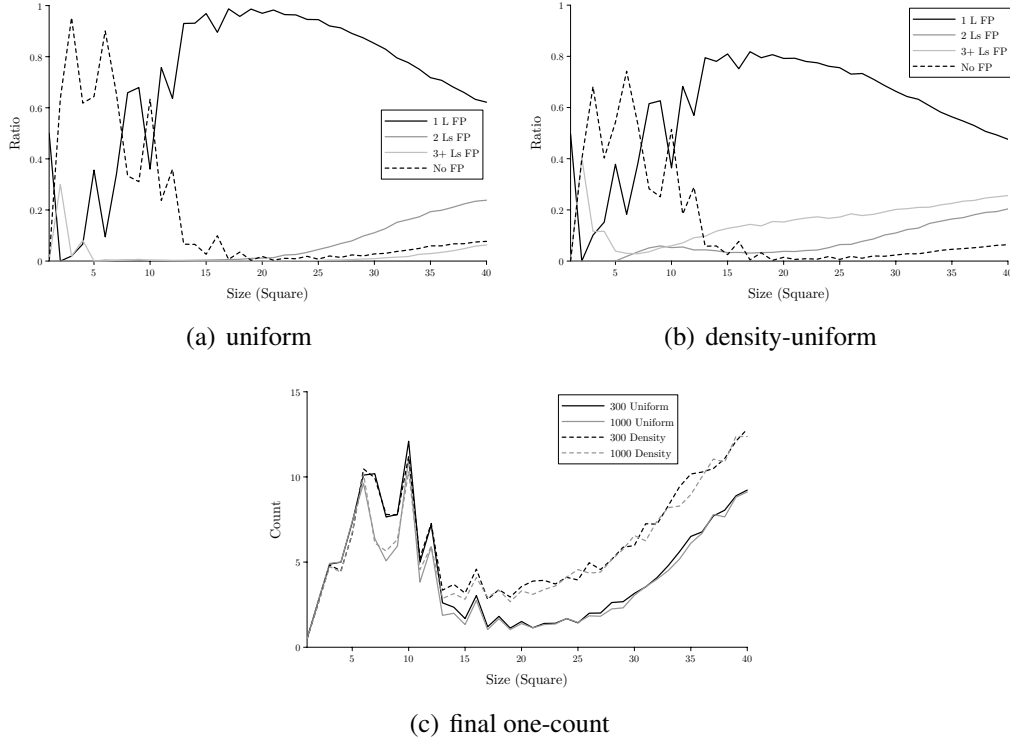 1
0.8
0.6
0.4
0.2
0
Ratio
5 10 15 20 25 30 35 40
Size (Square)
1 L FP
2 Ls FP
3+ Ls FP
No FP
(a) uniform
1
0.8
0.6
0.4
0.2
0
Ratio
5 10 15 20 25 30 35 40
Size (Square)
1 L FP
2 Ls FP
3+ Ls FP
No FP
(b) density-uniform
15
10
5
0
Count
5 10 15 20 25 30 35 40
Size (Square)
300 Uniform
1000 Uniform
300 Density
1000 Density
(c) final one-count